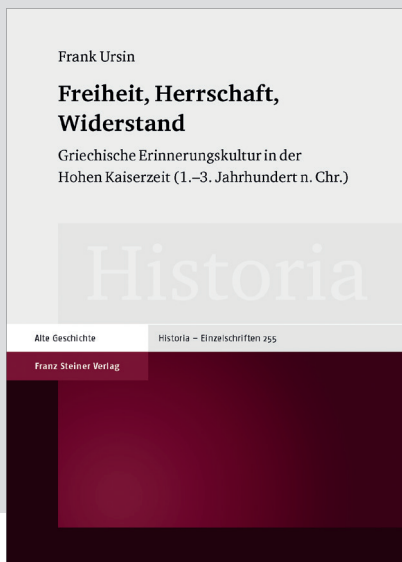 Frank Ursin
Freiheit, Herrschaft,
Widerstand
Griechische Erinnerungskultur in der
Hohen Kaiserzeit (1.–3. Jahrhundert n. Chr.)
Historia
Alte Geschichte
Historia – Einzelschriften 255
Franz Steiner Verlag